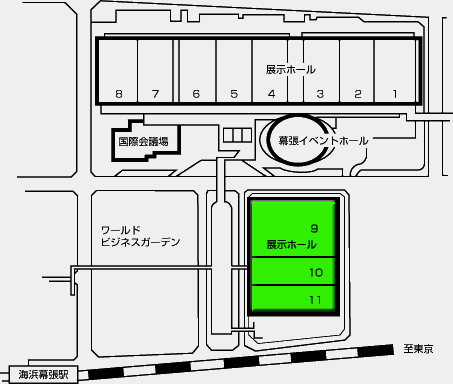 展示ホール
8 7 6 5 4 3 2 1
国際会議場
幕張イベントホール
ワールド
ビジネスガーデン
9
展示ホール
10
11
至東京
海浜幕張駅